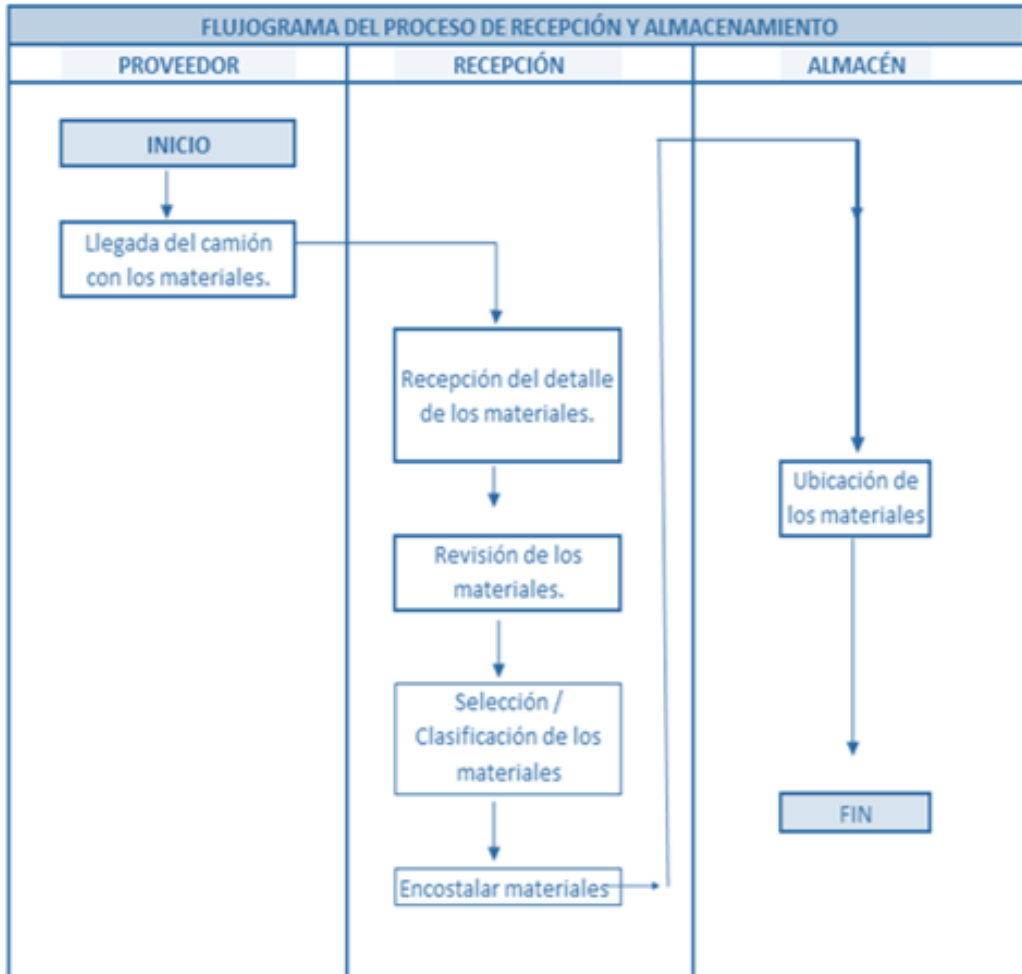 FLUJOGRAMA DEL PROCESO DE RECEPCIÓN Y ALMACENAMIENTO
PROVEEDOR
RECEPCIÓN
ALMACÉN
INICIO
Llegada del camión
con los materiales.
Recepción del detalle
de los materiales.
Revisión de los
materiales.
Selección /
Clasificación de los
materiales
Encostalar materiales
Ubicación de
los materiales
FIN